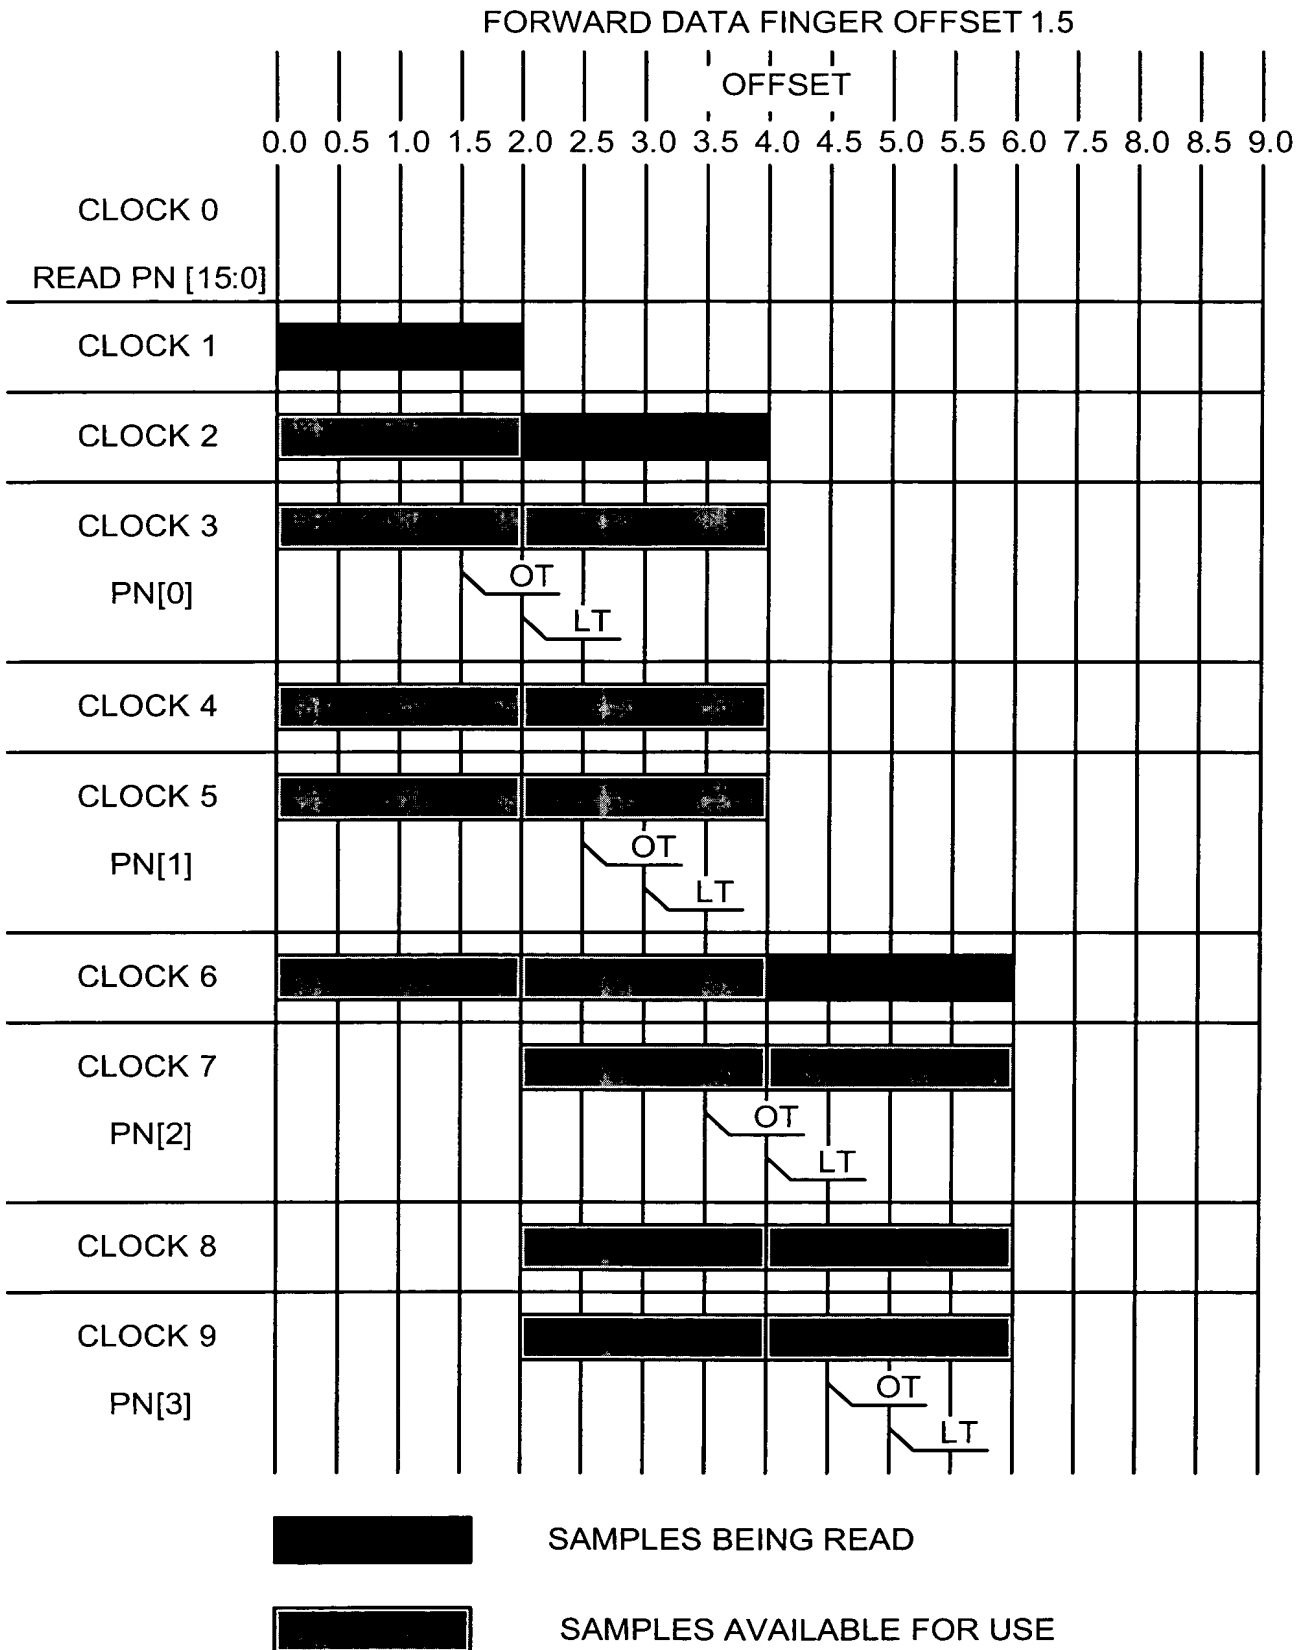 FORWARD DATA FINGER OFFSET 1.5
OFFSET
0.0 0.5 1.0 1.5 2.0 2.5 3.0 3.5 4.0 4.5 5.0 5.5 6.0 7.5 8.0 8.5 9.0
CLOCK 0
READ PN [15:0]
CLOCK 1
CLOCK 2
CLOCK 3
PN[0]
OT
LT
CLOCK 4
CLOCK 5
PN[1]
OT
LT
CLOCK 6
CLOCK 7
PN[2]
OT
LT
CLOCK 8
CLOCK 9
PN[3]
OT
LT
SAMPLES BEING READ
SAMPLES AVAILABLE FOR USE